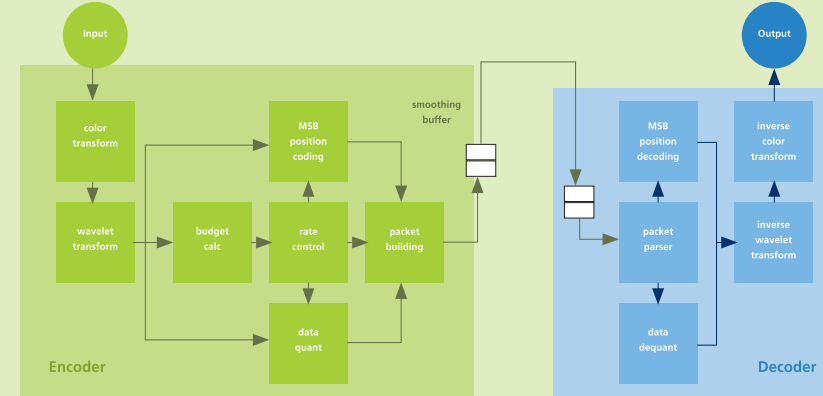 Input
color
transform
wavelet
transform
budget
calc
MSB
position
coding
rate
control
data
quant
packet
building
smoothing
buffer
Encoder
Output
MSB
position
decoding
packet
parser
data
dequant
inverse
color
transform
inverse
wavelet
transform
Decoder